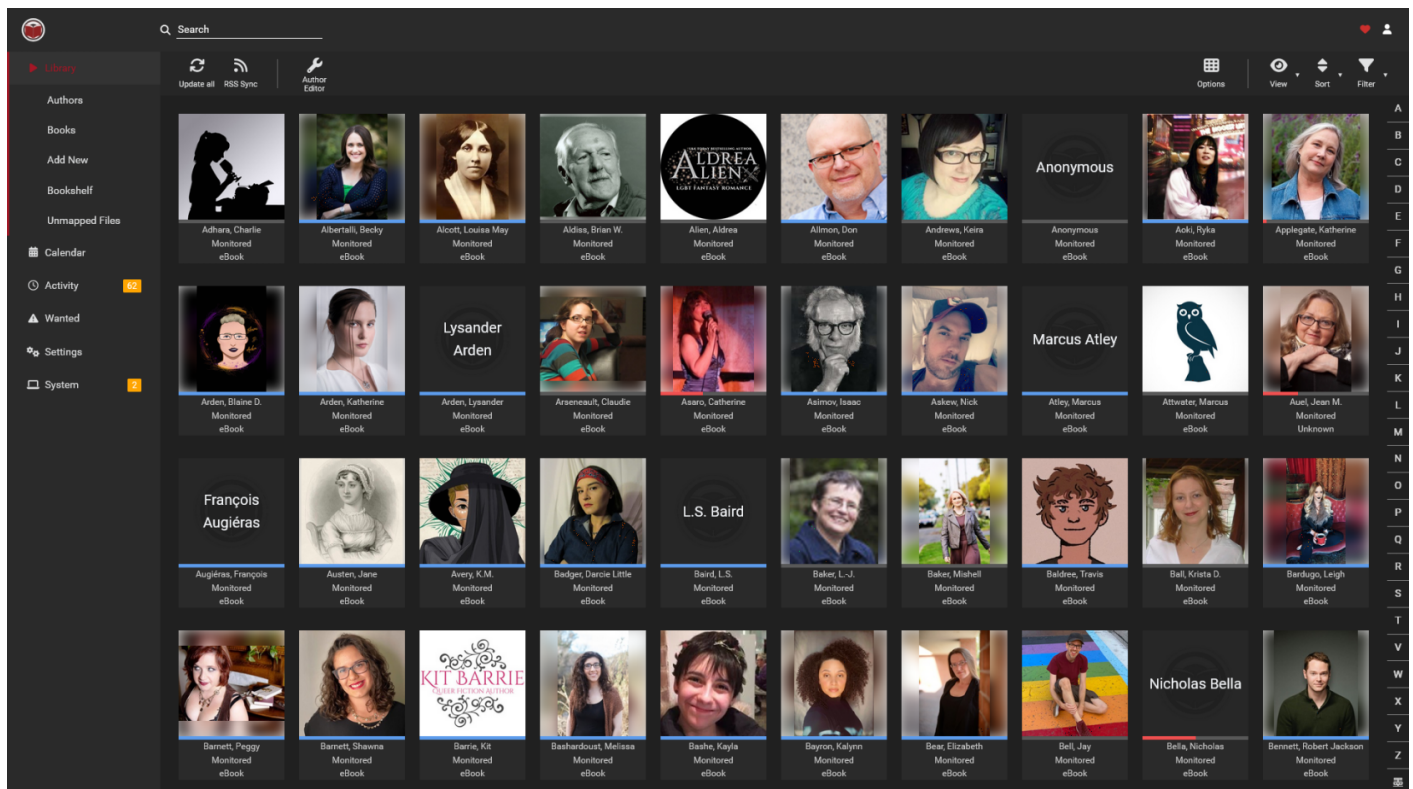 Search
Library
Authors
Books
Add New
Bookshelf
Unmapped Files
Calendar
Activity 62
Wanted
Settings
System 2
Update all
RSS Sync
Author
Editor
Options
View
Sort
Filter
Adhara, Charlie
Monitored
eBook
Albertalli, Becky
Monitored
eBook
Alcott, Louisa May
Monitored
eBook
Aldiss, Brian W.
Monitored
eBook
ALDREA
ALIEN
LGBT FANTASY ROMANCE
Alien, Aldrea
Monitored
eBook
Allmon, Don
Monitored
eBook
Andrews, Keira
Monitored
eBook
Anonymous
Anonymous
Monitored
eBook
Aoki, Ryka
Monitored
eBook
Applegate, Katherine
Monitored
eBook
Arden, Blaine D.
Monitored
eBook
Arden, Katherine
Monitored
eBook
Lysander
Arden
Arden, Lysander
Monitored
eBook
Arseneault, Claudie
Monitored
eBook
Asaro, Catherine
Monitored
eBook
Asimov, Isaac
Monitored
eBook
Askew, Nick
Monitored
eBook
Marcus Atley
Atley, Marcus
Monitored
eBook
Attwater, Marcus
Monitored
eBook
Auel, Jean M.
Monitored
Unknown
François
Augiéras
Augiéras, François
Monitored
eBook
Austen, Jane
Monitored
eBook
Avery, K.M.
Monitored
eBook
Badger, Darcie Little
Monitored
eBook
L.S. Baird
Baird, L.S.
Monitored
eBook
Baker, L.-J.
Monitored
eBook
Baker, Mishell
Monitored
eBook
Baldree, Travis
Monitored
eBook
Ball, Krista D.
Monitored
eBook
Bardugo, Leigh
Monitored
eBook
Barnett, Peggy
Monitored
eBook
Barnett, Shawna
Monitored
eBook
KIT BARRIE
QUEER FICTION AUTHOR
Barrie, Kit
Monitored
eBook
Bashardoust, Melissa
Monitored
eBook
Bashe, Kayla
Monitored
eBook
Bayron, Kalynn
Monitored
eBook
Bear, Elizabeth
Monitored
eBook
Bell, Jay
Monitored
eBook
Nicholas Bella
Bella, Nicholas
Monitored
eBook
Bennett, Robert Jackson
Monitored
eBook
A
B
C
D
E
F
G
H
I
J
K
L
M
N
O
P
Q
R
S
T
V
W
X
Y
Z